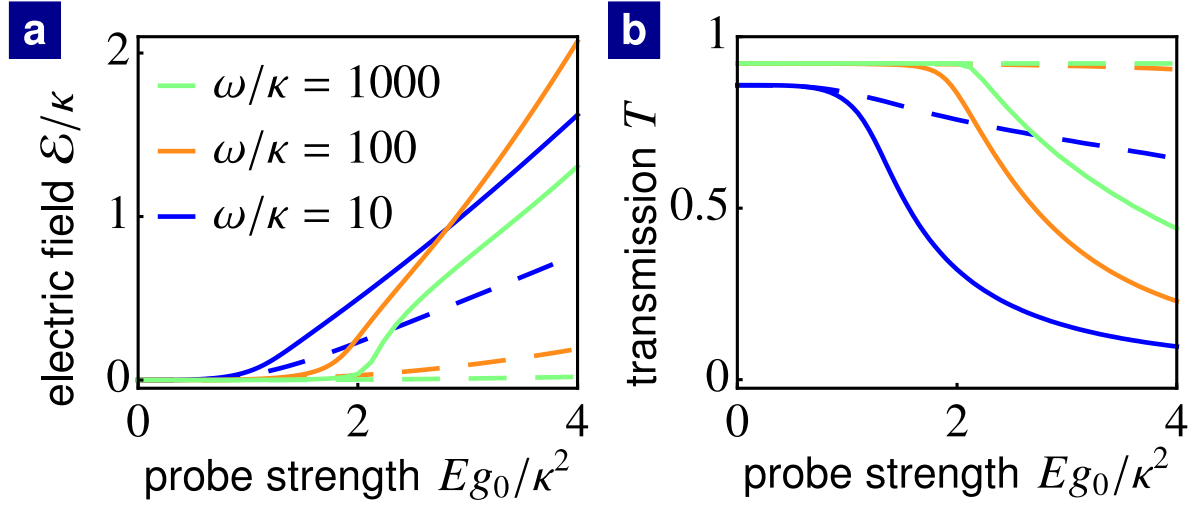 a
2
1
0
0
2
4
electric field ℰ/κ
ω/κ = 1000
ω/κ = 100
ω/κ = 10
probe strength Eg₀/κ²
b
1
0.5
0
0
2
4
transmission T
probe strength Eg₀/κ²